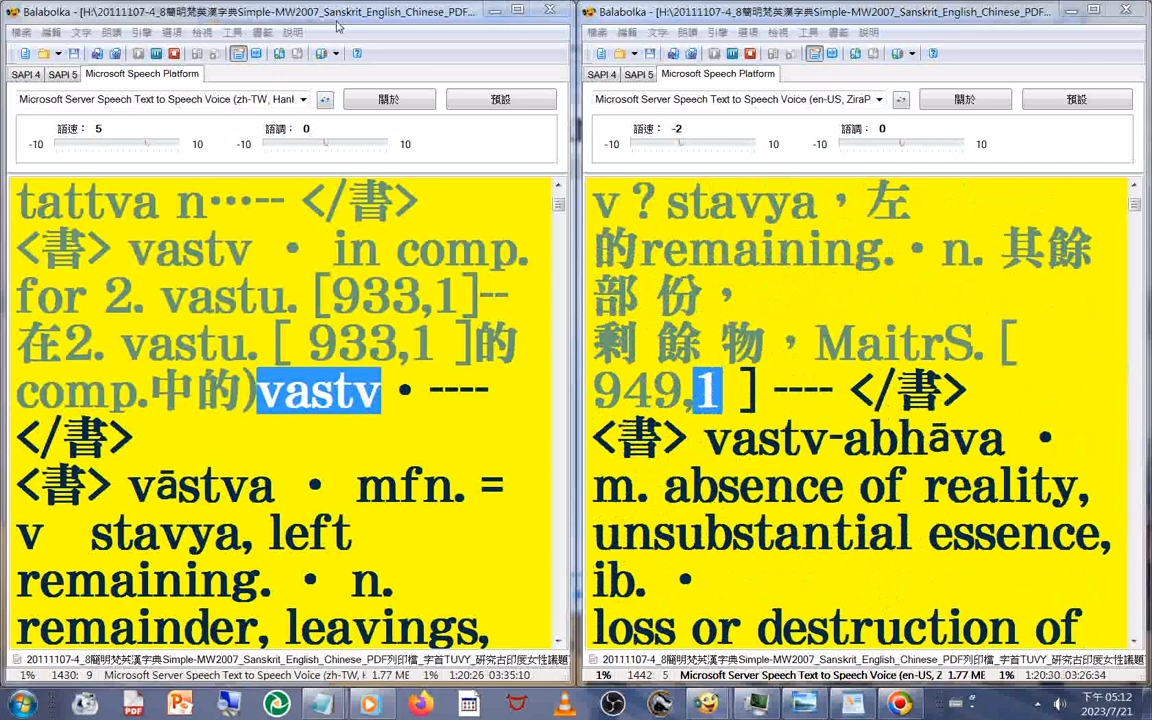 Balabolka - [H:\20111107-4_8簡明梵英漢字典Simple-MW2007_Sanskrit_English_Chinese_PDF...
檔案 編輯 文字 朗讀 引擎 選項 檢視 工具 書籤 說明
SAPI 4 SAPI 5 Microsoft Speech Platform
Microsoft Server Speech Text to Speech Voice (zh-TW, Hanl
關於 預設
語速： 5 語調： 0
-10 10 -10 10
tattva n···-- </書>
<書> vastv • in comp.
for 2. vastu. [933,1]--
在2. vastu. [ 933,1 ]的
comp.中的)vastv • ----
</書>
<書> vāstva • mfn. =
v stavya, left
remaining. • n.
remainder, leavings,
20111107-4_8簡明梵英漢字典Simple-MW2007_Sanskrit_English_Chinese_PDF列印檔_字首TUVY_研究古印度女性議題
1% 1430: 9 Microsoft Server Speech Text to Speech Voice (zh-TW, 1.77 ME 1% 1:20:26 03:35:10
Balabolka - [H:\20111107-4_8簡明梵英漢字典Simple-MW2007_Sanskrit_English_Chinese_PDF...
檔案 編輯 文字 朗讀 引擎 選項 檢視 工具 書籤 說明
SAPI 4 SAPI 5 Microsoft Speech Platform
Microsoft Server Speech Text to Speech Voice (en-US, ZiraP
關於 預設
語速： -2 語調： 0
-10 10 -10 10
v？stavya，左
的remaining.• n. 其餘
部 份，
剩 餘 物，MaitrS. [
949,1 ] ---- </書>
<書> vastv-abhāva •
m. absence of reality,
unsubstantial essence,
ib. •
loss or destruction of
20111107-4_8簡明梵英漢字典Simple-MW2007_Sanskrit_English_Chinese_PDF列印檔_字首TUVY_研究古印度女性議題
1% 1442 5 Microsoft Server Speech Text to Speech Voice (en-US, Z 1.77 ME 1% 1:20:30 03:26:34
下午 05:12
2023/7/21